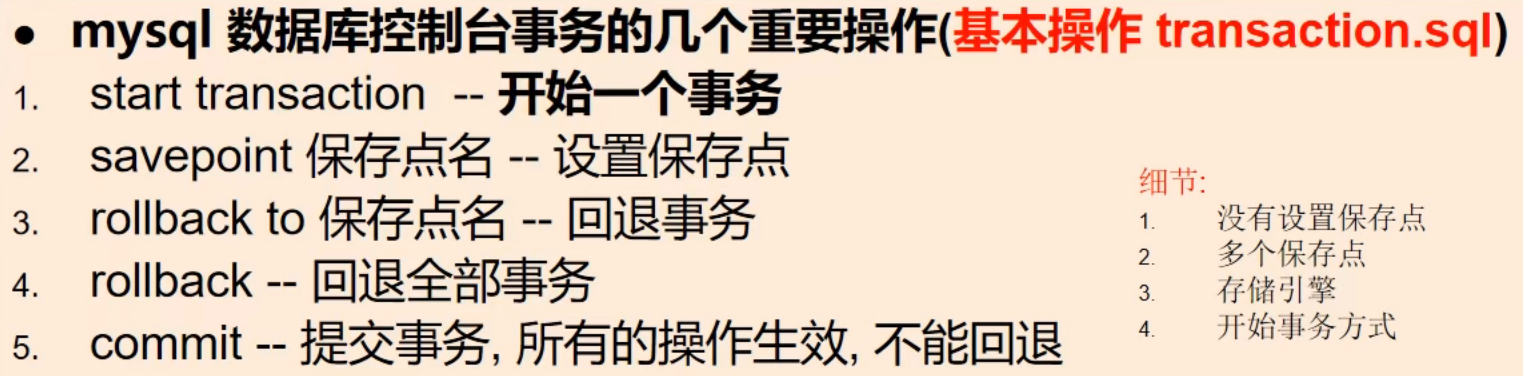 ● mysql 数据库控制台事务的几个重要操作(基本操作 transaction.sql)
1. start transaction -- 开始一个事务
2. savepoint 保存点名 -- 设置保存点
3. rollback to 保存点名 -- 回退事务
4. rollback -- 回退全部事务
5. commit -- 提交事务, 所有的操作生效, 不能回退
细节:
1. 没有设置保存点
2. 多个保存点
3. 存储引擎
4. 开始事务方式